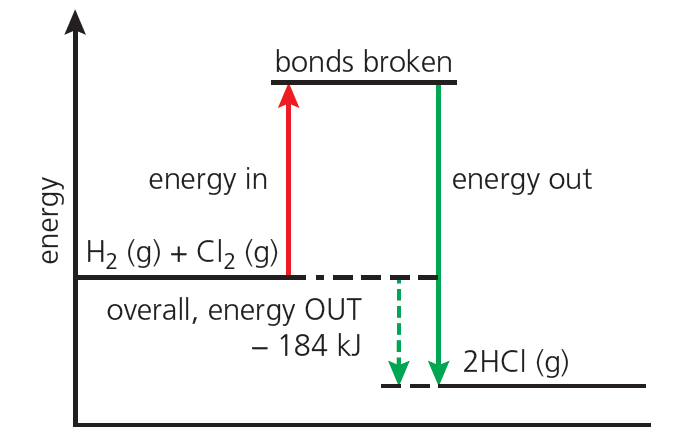 bonds broken
energy in
energy out
energy
H₂ (g) + Cl₂ (g)
overall, energy OUT
– 184 kJ
2HCl (g)